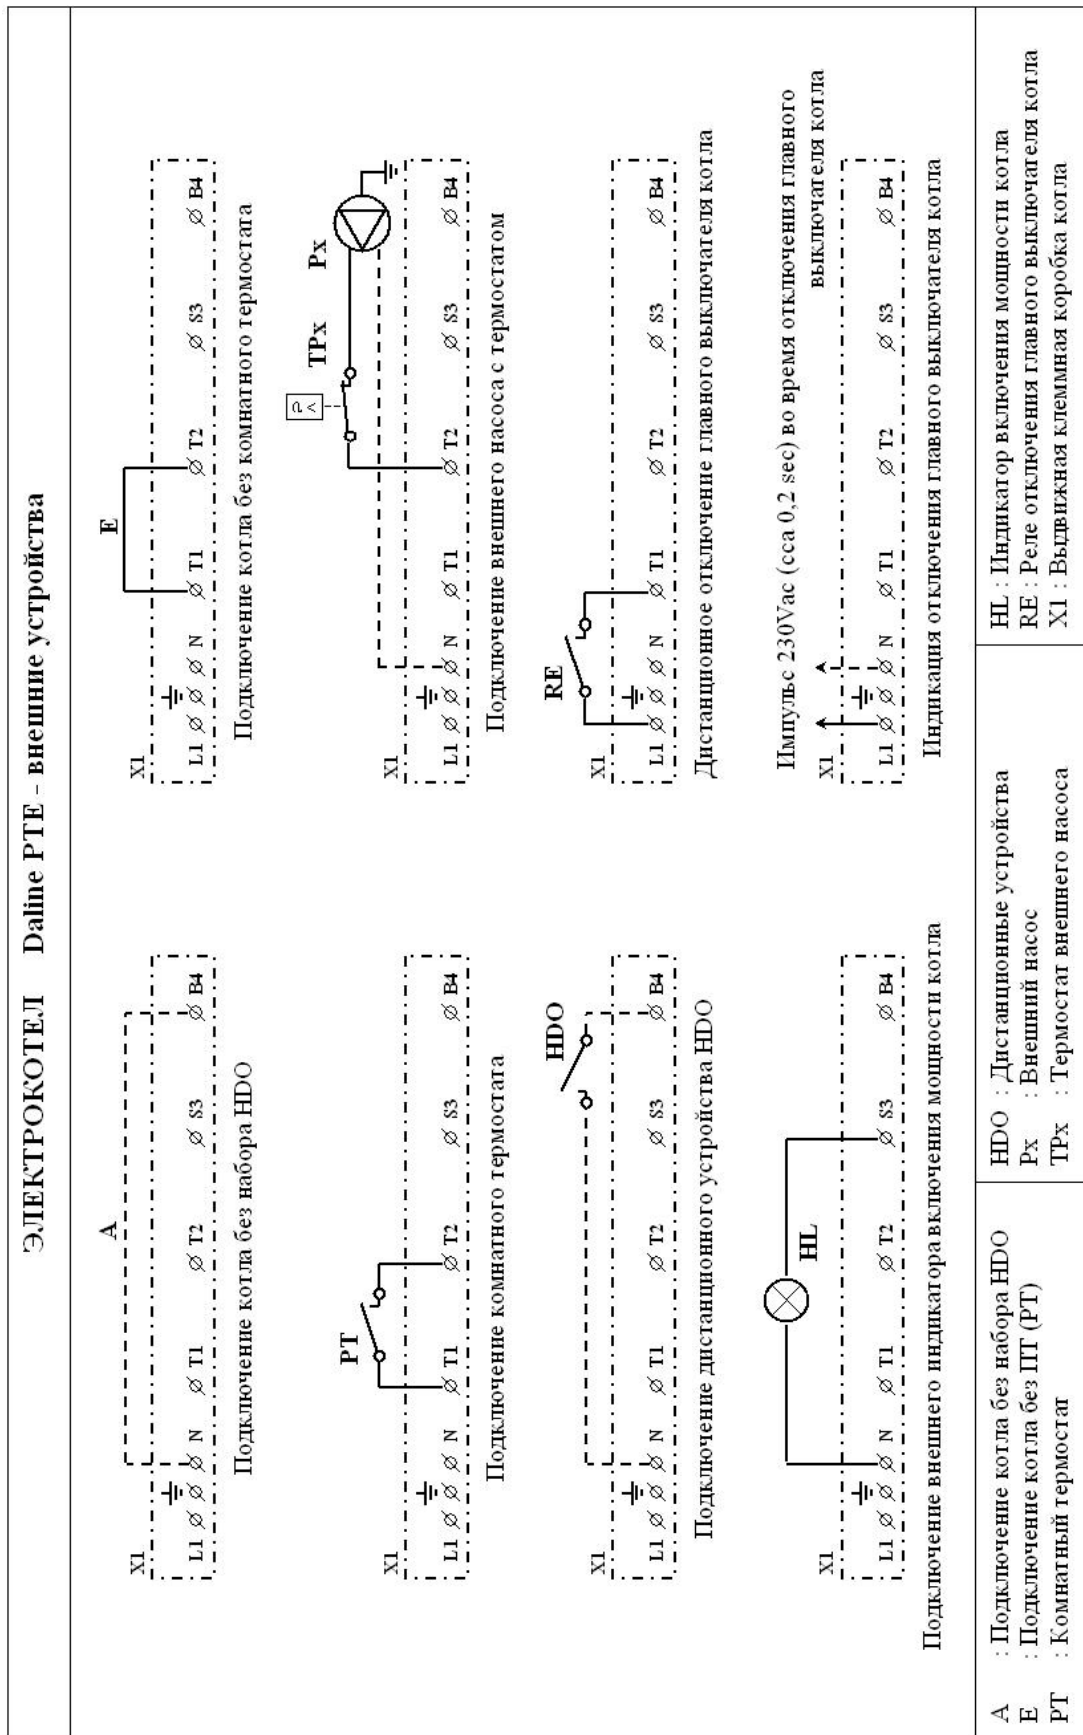 ЭЛЕКТРОКОТЕЛ Daline PTE - внешние устройства
A
X1
L1 N T1 T2 S3 B4
Подключение котла без набора HDO
E
X1
L1 N T1 T2 S3 B4
Подключение котла без комнатного термостата
PT
X1
L1 N T1 T2 S3 B4
Подключение комнатного термостата
TPx Px
X1
L1 N T1 T2 S3 B4
Подключение внешнего насоса с термостатом
HDO
X1
L1 N T1 T2 S3 B4
Подключение дистанционного устройства HDO
RE
X1
L1 N T1 T2 S3 B4
Дистанционное отключение главного выключателя котла
HL
X1
L1 N T1 T2 S3 B4
Подключение внешнего индикатора включения мощности котла
Импульс 230Vac (cca 0,2 sec) во время отключения главного
выключателя котла
X1
L1 N T1 T2 S3 B4
Индикация отключения главного выключателя котла
A : Подключение котла без набора HDO
E : Подключение котла без ПТ (PT)
PT : Комнатный термостат
HDO : Дистанционные устройства
Px : Внешний насос
TPx : Термостат внешнего насоса
HL : Индикатор включения мощности котла
RE : Реле отключения главного выключателя котла
X1 : Выдвижная клеммная коробка котла